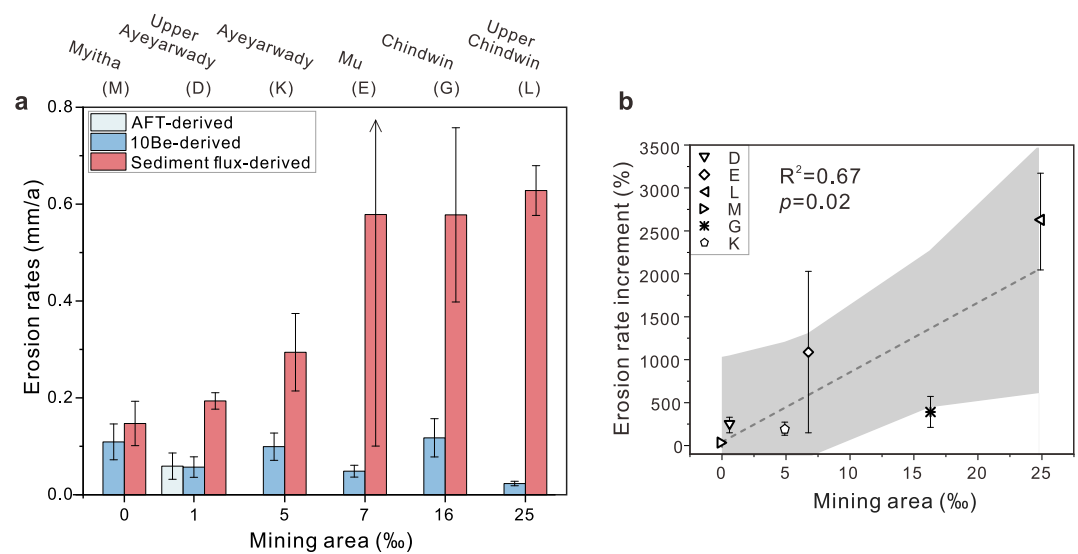 Myitha
(M)
Upper
Ayeyarwady
(D)
Ayeyarwady
(K)
Mu
(E)
Chindwin
(G)
Upper
Chindwin
(L)
a
AFT-derived
10Be-derived
Sediment flux-derived
Erosion rates (mm/a)
0.8
0.6
0.4
0.2
0.0
0 1 5 7 16 25
Mining area (‰)
b
D
E
L
M
G
K
R²=0.67
p=0.02
Erosion rate increment (%)
3500
3000
2500
2000
1500
1000
500
0
0 5 10 15 20 25
Mining area (‰)